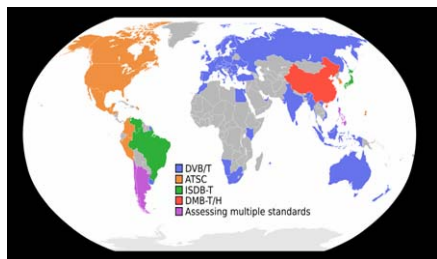 DVB/T
ATSC
ISDB-T
DMB-T/H
Assessing multiple standards